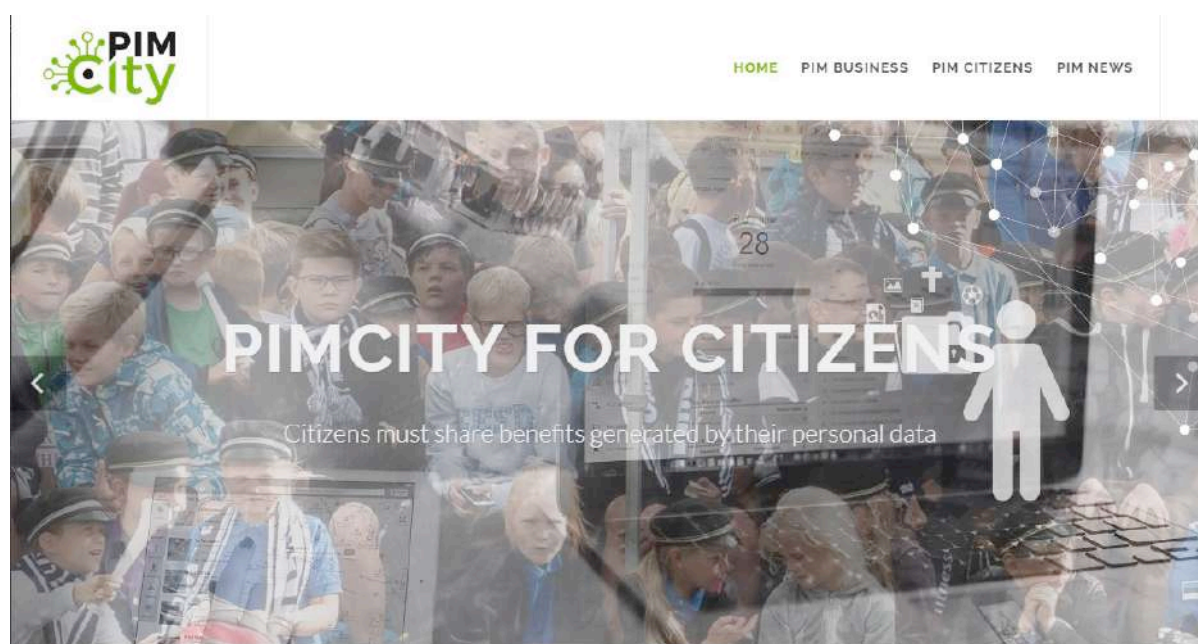 PIM
City
HOME PIM BUSINESS PIM CITIZENS PIM NEWS
28
PIMCITY FOR CITIZENS
Citizens must share benefits generated by their personal data